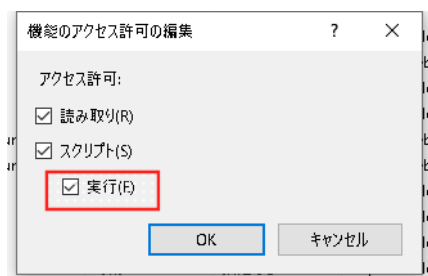 機能のアクセス許可の編集
アクセス許可:
読み取り(R)
スクリプト(S)
実行(E)
OK キャンセル